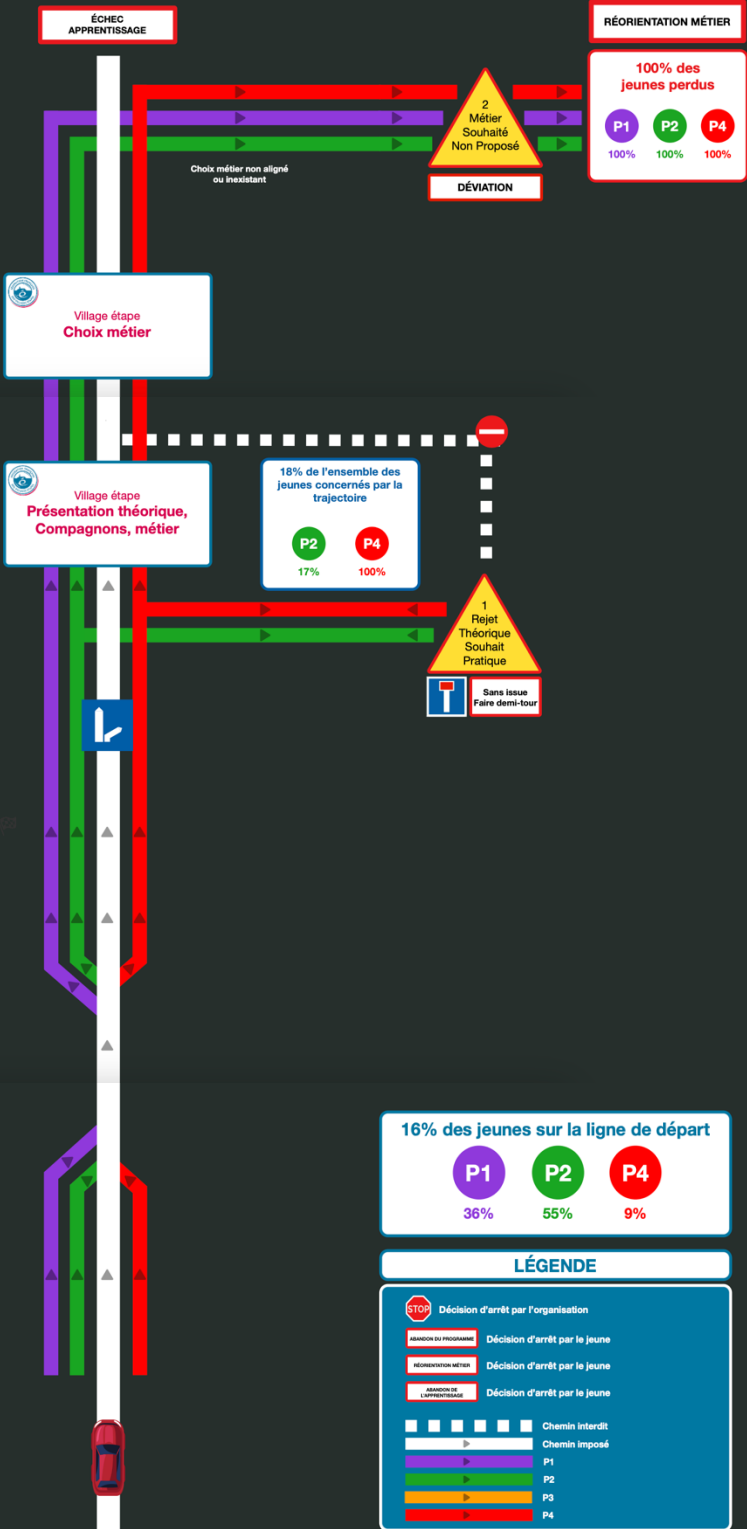 ÉCHEC
APPRENTISSAGE
RÉORIENTATION MÉTIER
100% des
jeunes perdus
P1
P2
P4
100%
100%
100%
2
Métier
Souhaité
Non Proposé
DÉVIATION
Choix métier non aligné
ou inexistant
Village étape
Choix métier
Village étape
Présentation théorique,
Compagnons, métier
18% de l'ensemble des
jeunes concernés par la
trajectoire
P2
P4
17%
100%
1
Rejet
Théorique
Souhait
Pratique
Sans issue
Faire demi-tour
16% des jeunes sur la ligne de départ
P1
P2
P4
36%
55%
9%
LÉGENDE
STOP
Décision d'arrêt par l'organisation
ABANDON DU PROGRAMME
Décision d'arrêt par le jeune
RÉORIENTATION MÉTIER
Décision d'arrêt par le jeune
ABANDON DE
L'APPRENTISSAGE
Décision d'arrêt par le jeune
Chemin interdit
Chemin imposé
P1
P2
P3
P4